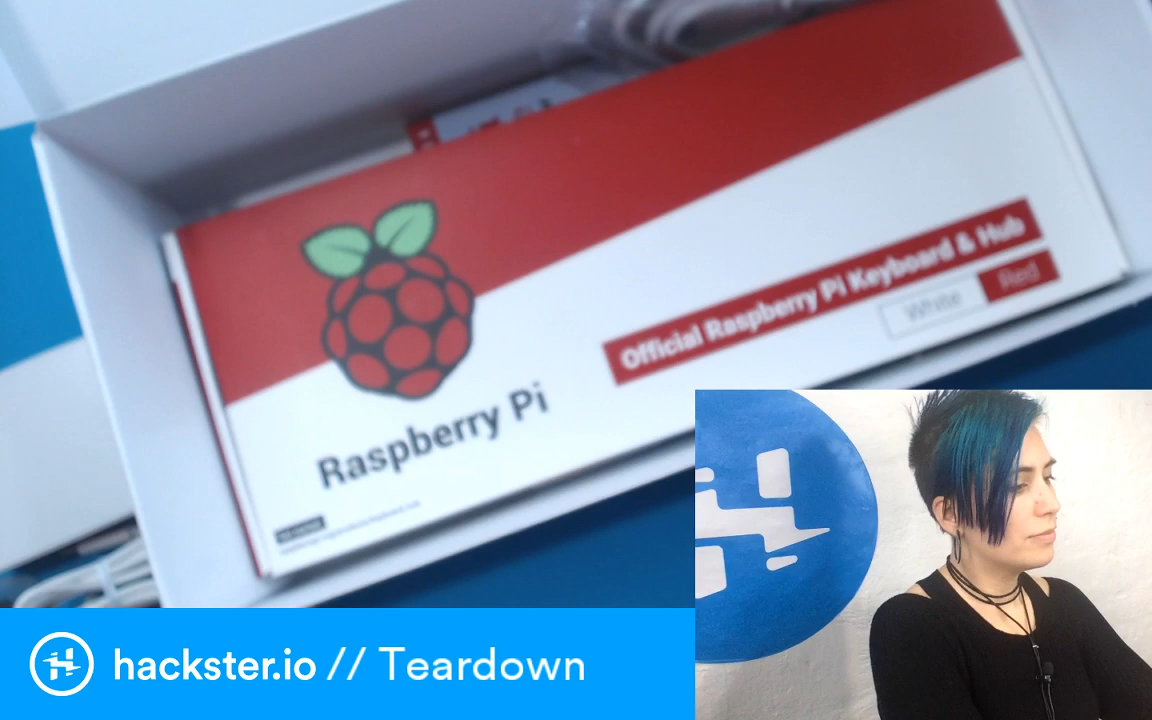 Official Raspberry Pi Keyboard & Hub
White Red
Raspberry Pi
hackster.io // Teardown